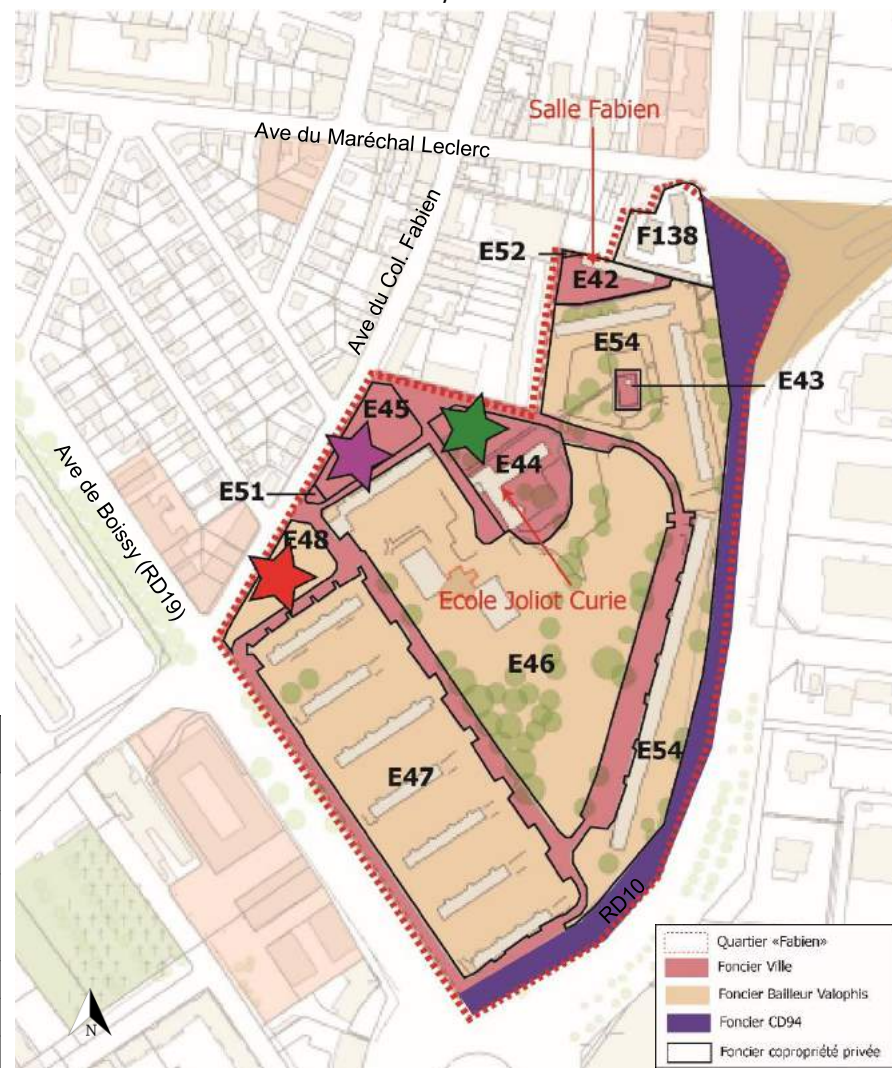 Ave du Maréchal Leclerc
Salle Fabien
Ave du Col. Fabien
F138
E52
E42
E54
E43
E45
E44
E51
E48
Ave de Boissy (RD19)
Ecole Joliot Curie
E46
E54
E47
RD10
N
Quartier «Fabien»
Foncier Ville
Foncier Bailleur Valophis
Foncier CD94
Foncier copropriété privée